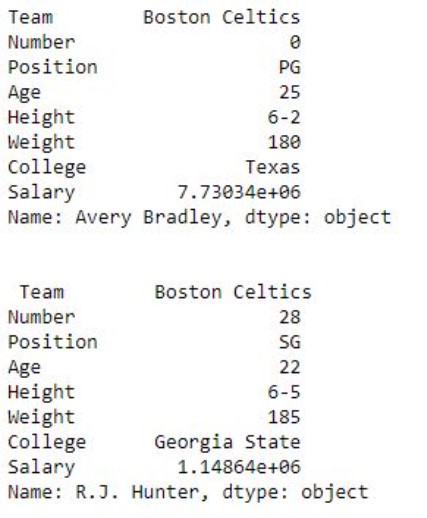 Team Boston Celtics
Number 0
Position PG
Age 25
Height 6-2
Weight 180
College Texas
Salary 7.73034e+06
Name: Avery Bradley, dtype: object
Team Boston Celtics
Number 28
Position SG
Age 22
Height 6-5
Weight 185
College Georgia State
Salary 1.14864e+06
Name: R.J. Hunter, dtype: object